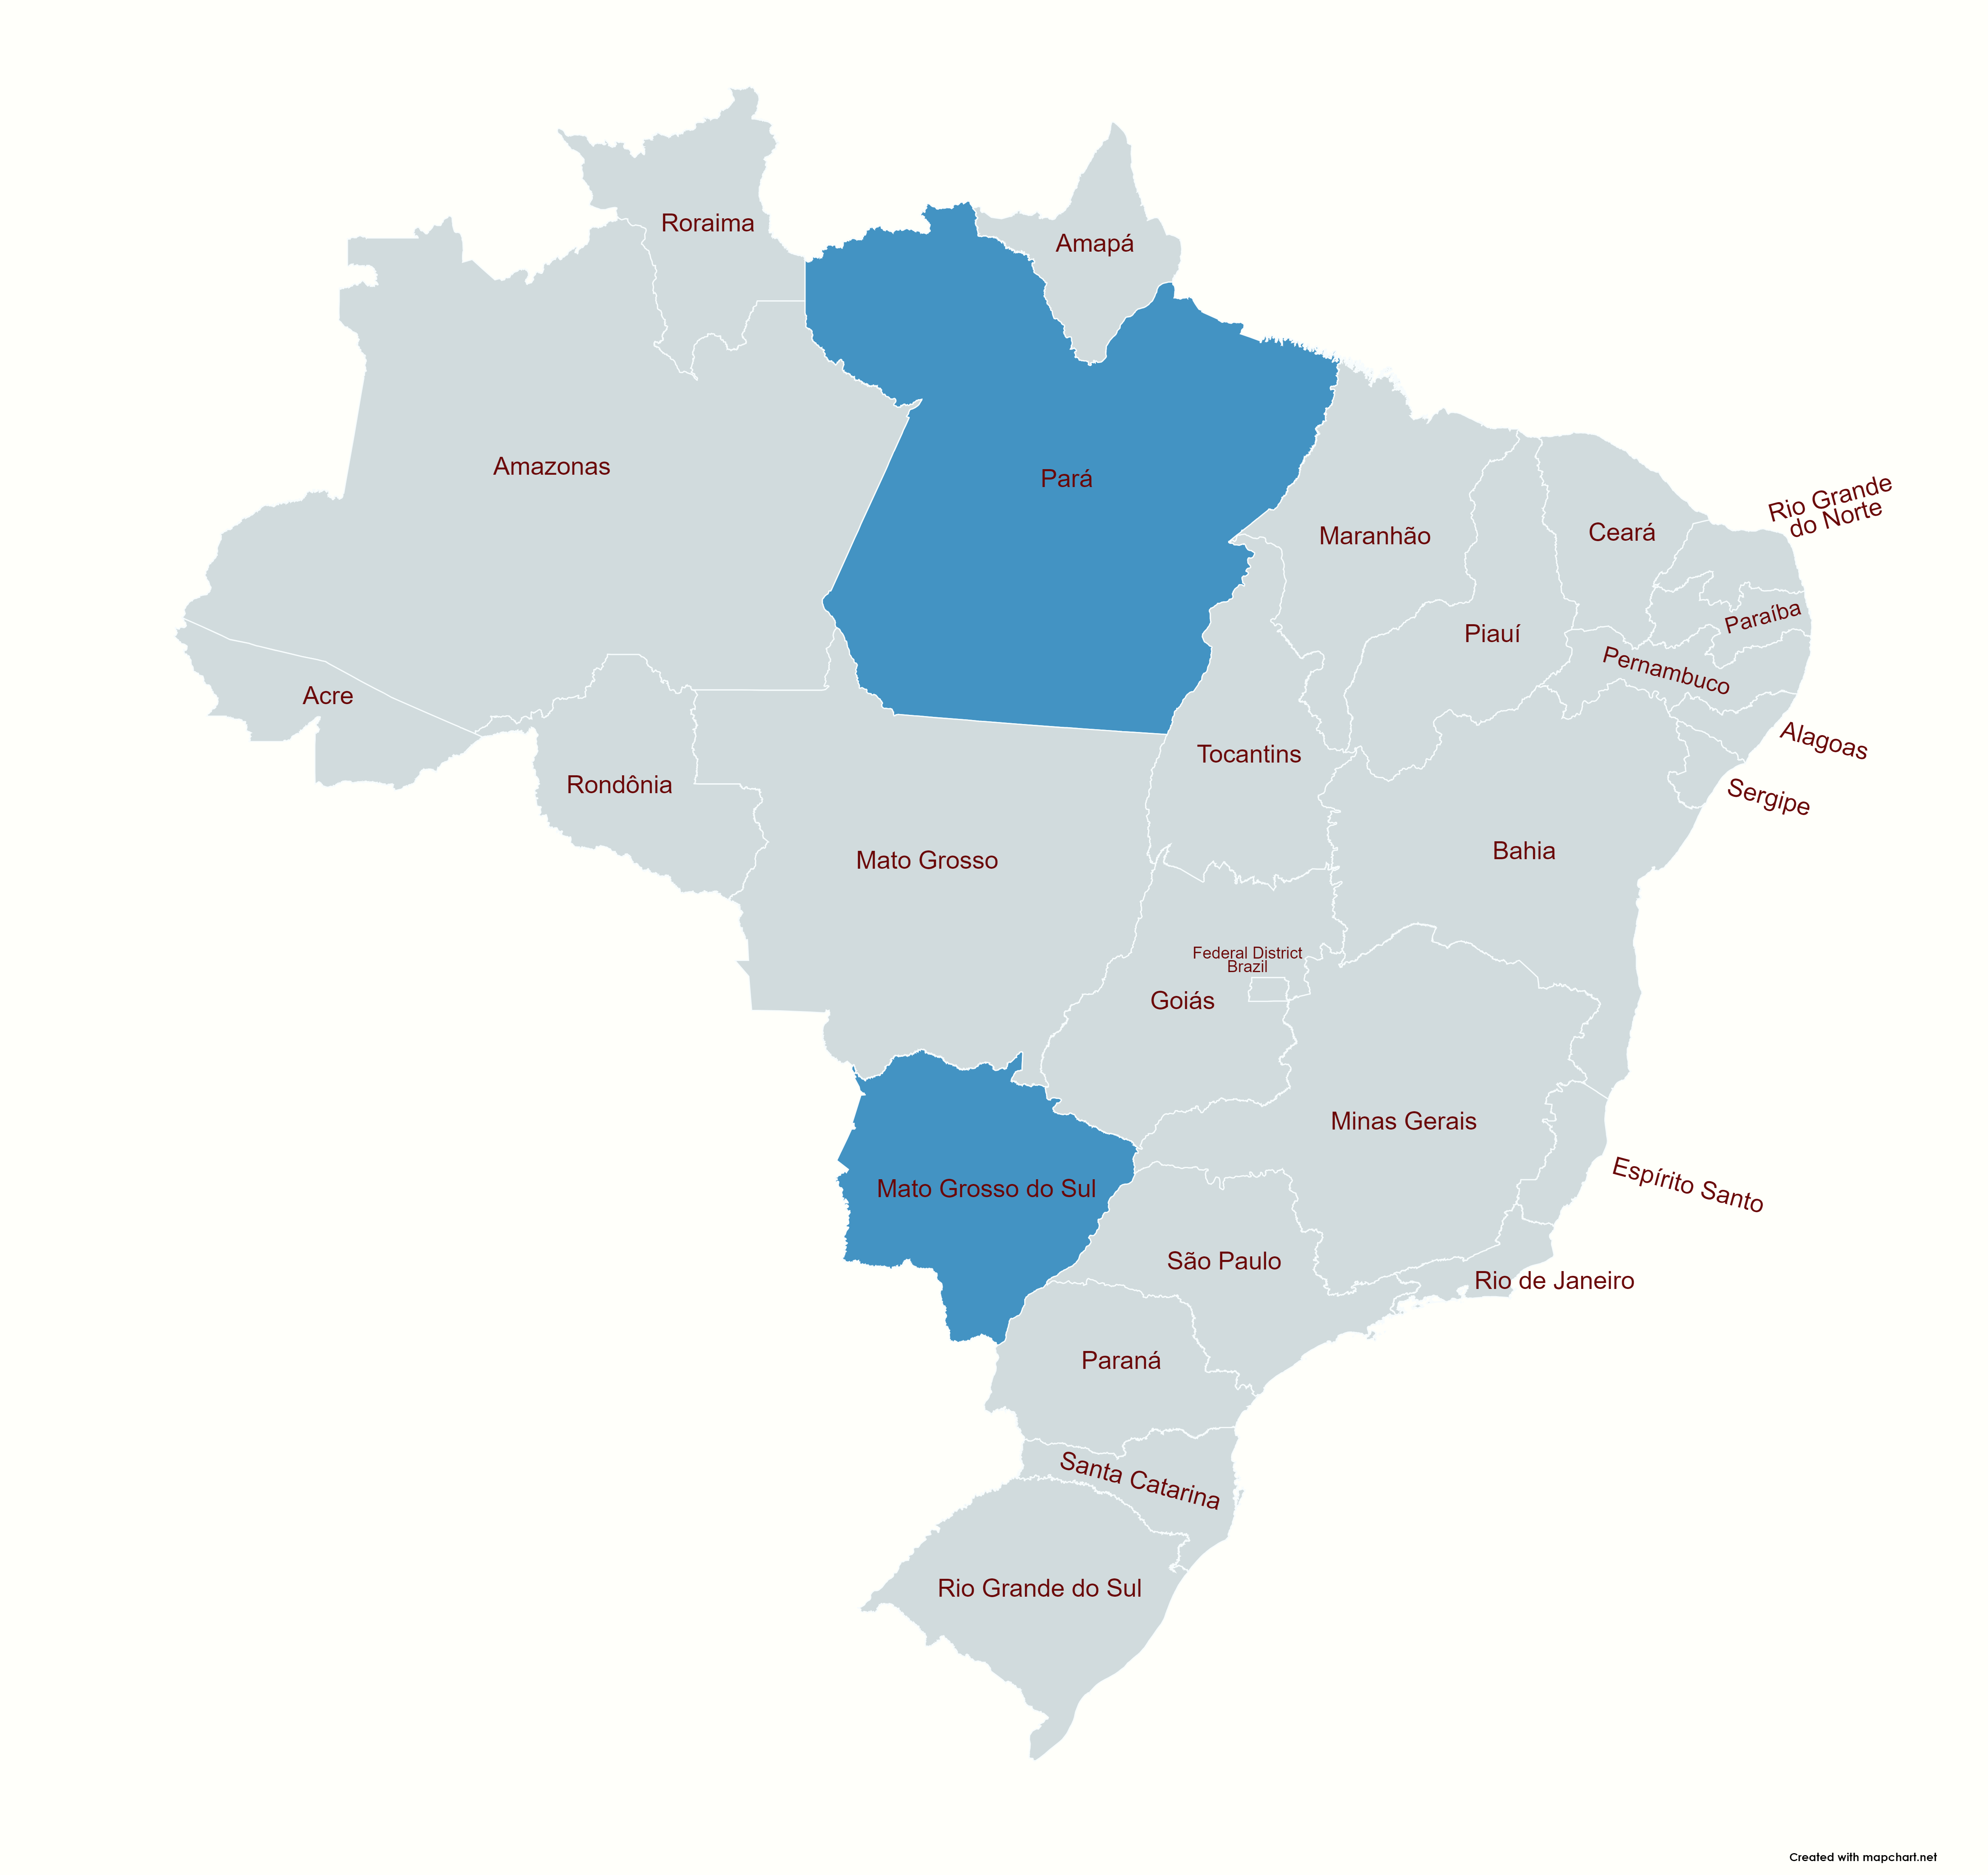 Roraima
Amapá
Amazonas
Pará
Rio Grande
do Norte
Maranhão
Ceará
Paraíba
Piauí
Pernambuco
Acre
Alagoas
Tocantins
Rondônia
Sergipe
Bahia
Mato Grosso
Federal District
Brazil
Goiás
Minas Gerais
Espírito Santo
Mato Grosso do Sul
São Paulo
Rio de Janeiro
Paraná
Santa Catarina
Rio Grande do Sul
Created with mapchart.net